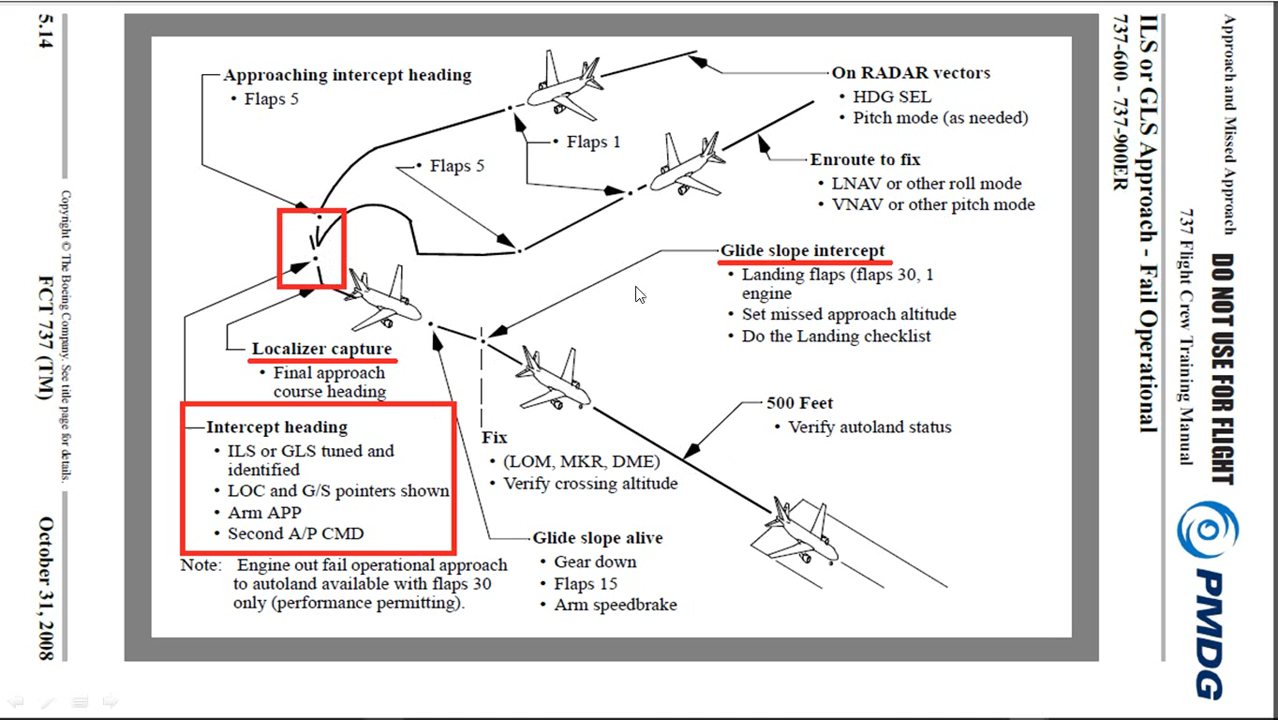 Approaching intercept heading
• Flaps 5
On RADAR vectors
• HDG SEL
• Pitch mode (as needed)
• Flaps 1
• Flaps 5
Enroute to fix
• LNAV or other roll mode
• VNAV or other pitch mode
Glide slope intercept
• Landing flaps (flaps 30, 1
engine
• Set missed approach altitude
• Do the Landing checklist
Localizer capture
• Final approach
course heading
Intercept heading
• ILS or GLS tuned and
identified
• LOC and G/S pointers shown
• Arm APP
• Second A/P CMD
500 Feet
• Verify autoland status
Fix
• (LOM, MKR, DME)
• Verify crossing altitude
Glide slope alive
• Gear down
• Flaps 15
• Arm speedbrake
Note: Engine out fail operational approach
to autoland available with flaps 30
only (performance permitting).
Approach and Missed Approach
737 Flight Crew Training Manual
DO NOT USE FOR FLIGHT
PMDG
ILS or GLS Approach - Fail Operational
737-600 - 737-900ER
5.14
Copyright © The Boeing Company. See title page for details.
FCT 737 (TM)
October 31, 2008